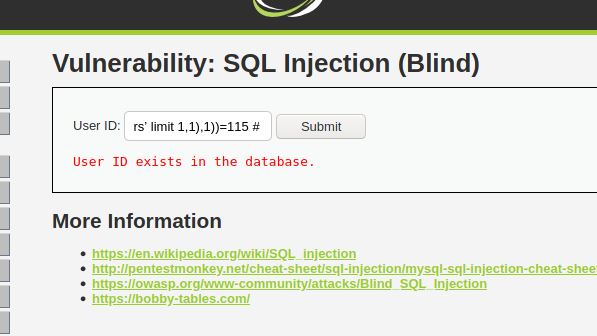 Vulnerability: SQL Injection (Blind)
User ID: rs’ limit 1,1),1))=115 # Submit
User ID exists in the database.
More Information
https://en.wikipedia.org/wiki/SQL_injection
http://pentestmonkey.net/cheat-sheet/sql-injection/mysql-sql-injection-cheat-sheet
https://owasp.org/www-community/attacks/Blind_SQL_Injection
https://bobby-tables.com/